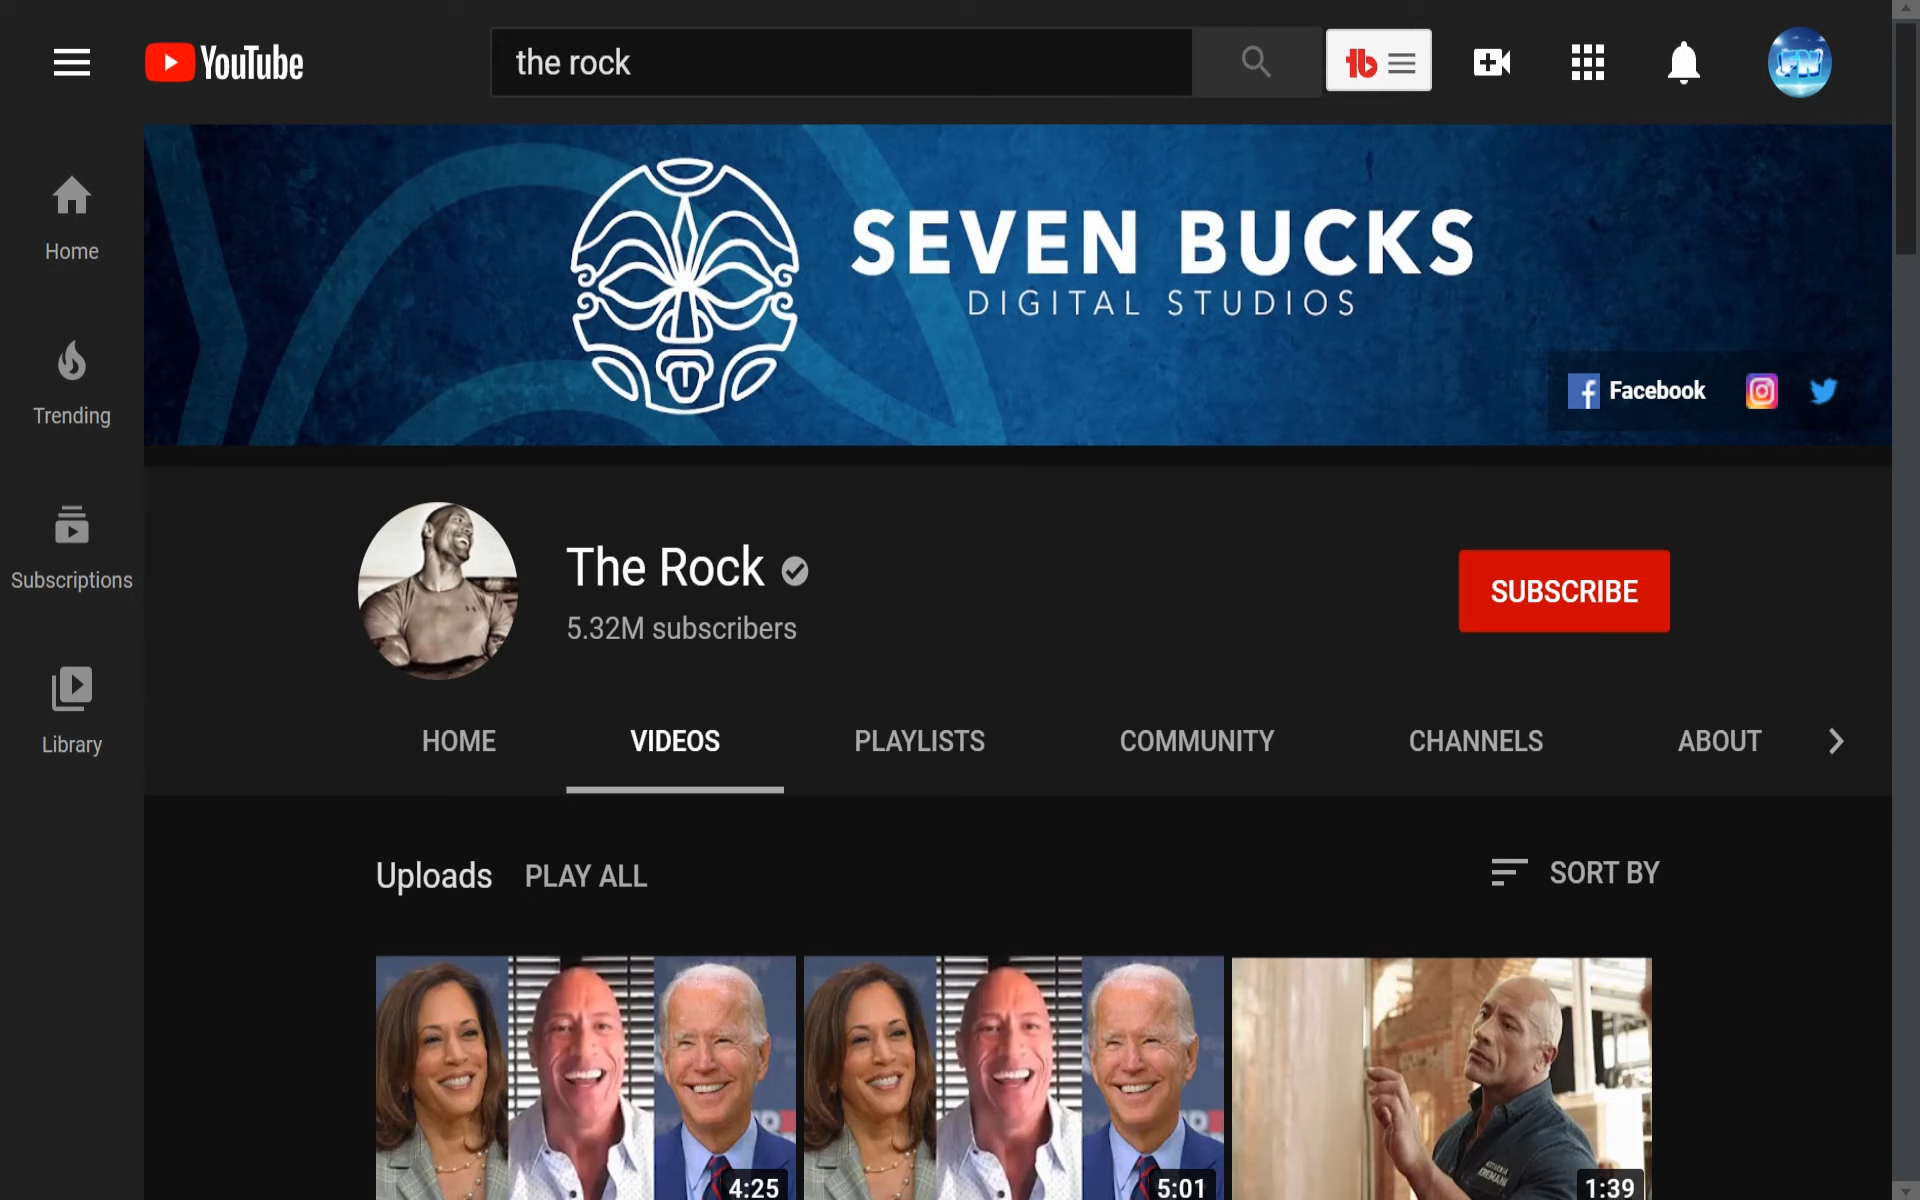 YouTube
the rock
Home
Trending
Subscriptions
Library
SEVEN BUCKS
DIGITAL STUDIOS
Facebook
The Rock
5.32M subscribers
SUBSCRIBE
HOME VIDEOS PLAYLISTS COMMUNITY CHANNELS ABOUT
Uploads PLAY ALL SORT BY
4:25 5:01 1:39